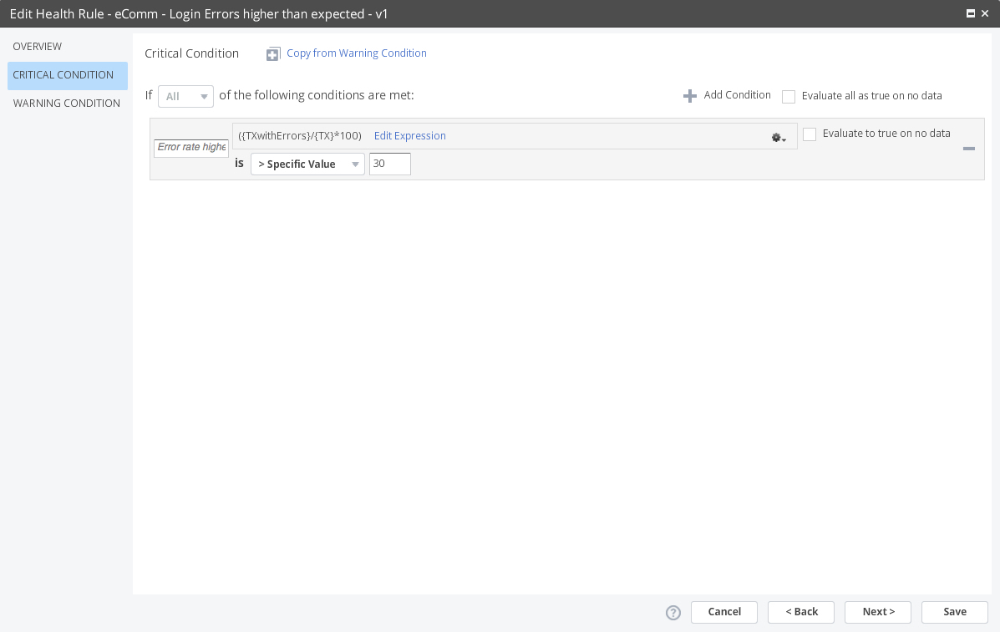 Edit Health Rule - eComm - Login Errors higher than expected - v1
OVERVIEW
CRITICAL CONDITION
WARNING CONDITION
Critical Condition Copy from Warning Condition
If All of the following conditions are met: Add Condition Evaluate all as true on no data
({TXwithErrors}/{TX}*100) Edit Expression Evaluate to true on no data
Error rate highe
is > Specific Value 30
? Cancel < Back Next > Save